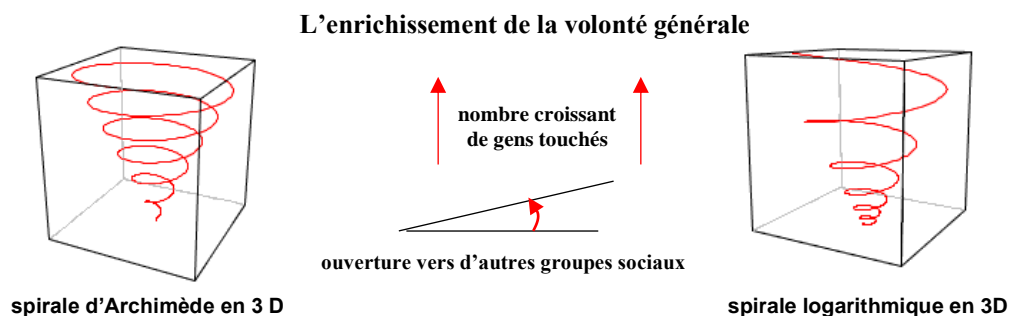 L'enrichissement de la volonté générale
nombre croissant
de gens touchés
ouverture vers d'autres groupes sociaux
spirale d'Archimède en 3 D
spirale logarithmique en 3D